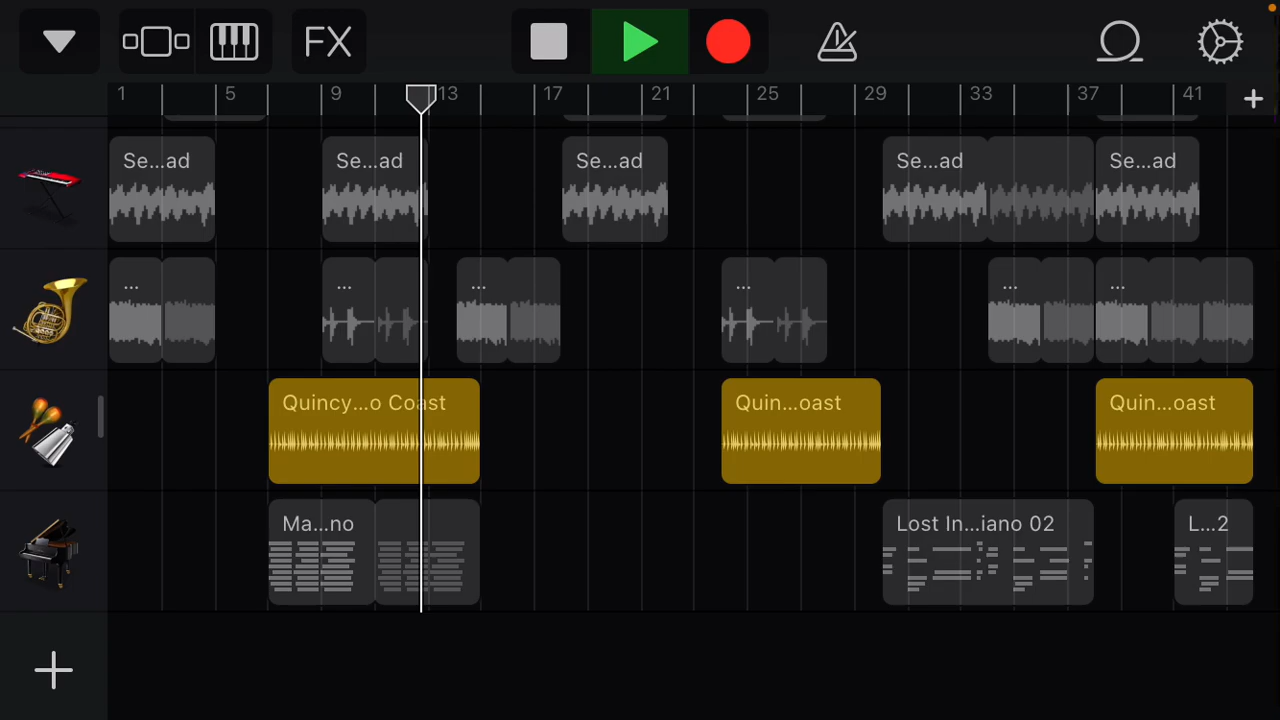 FX
1 5 9 13 17 21 25 29 33 37 41
Se...ad Se...ad Se...ad Se...ad Se...ad
... ... ... ... ... ...
Quincy...o Coast Quin...oast Quin...oast
Ma...no Lost In...iano 02 L...2